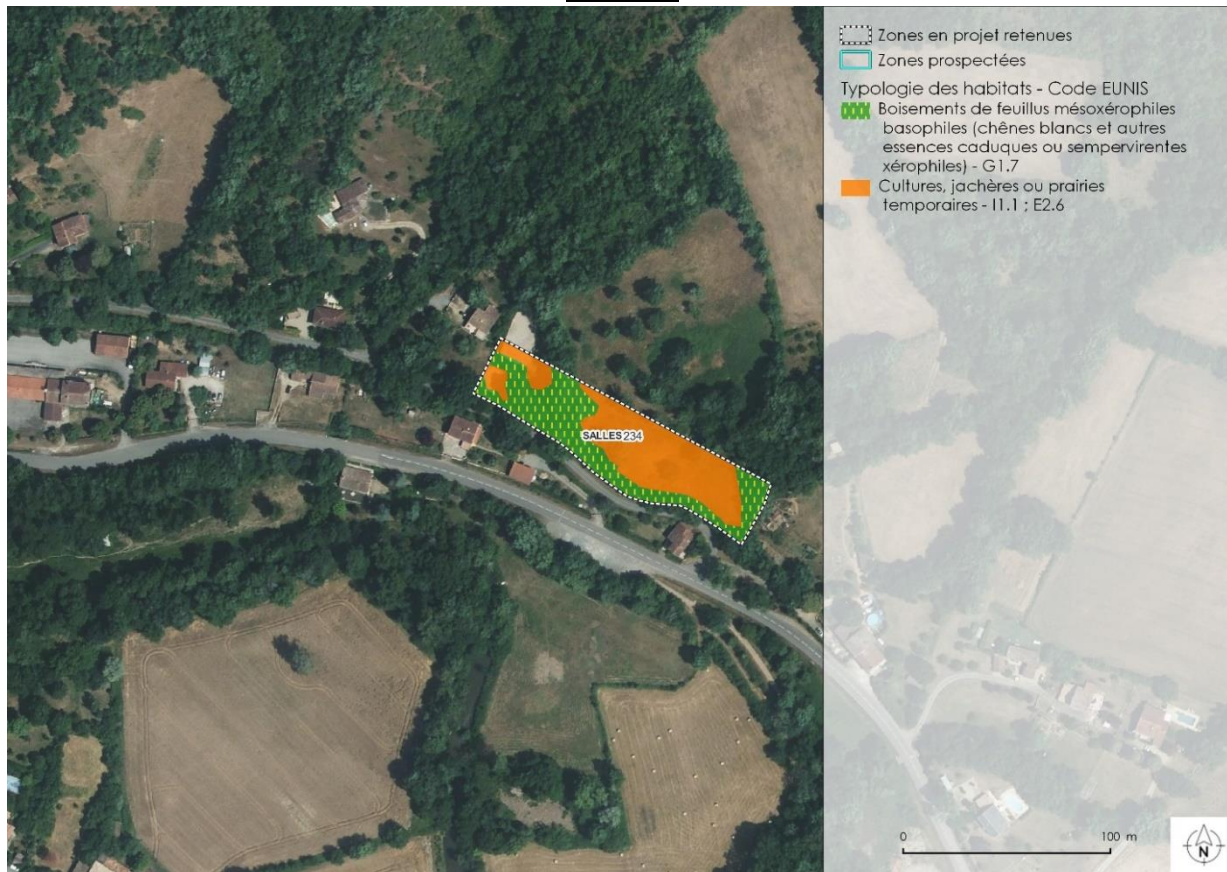 Zones en projet retenues
Zones prospectées
Typologie des habitats - Code EUNIS
Boisements de feuillus mésoxérophiles
basophiles (chênes blancs et autres
essences caduques ou sempervirentes
xérophiles) - G1.7
Cultures, jachères ou prairies
temporaires - I1.1 ; E2.6
SALLES234
0 100 m
N